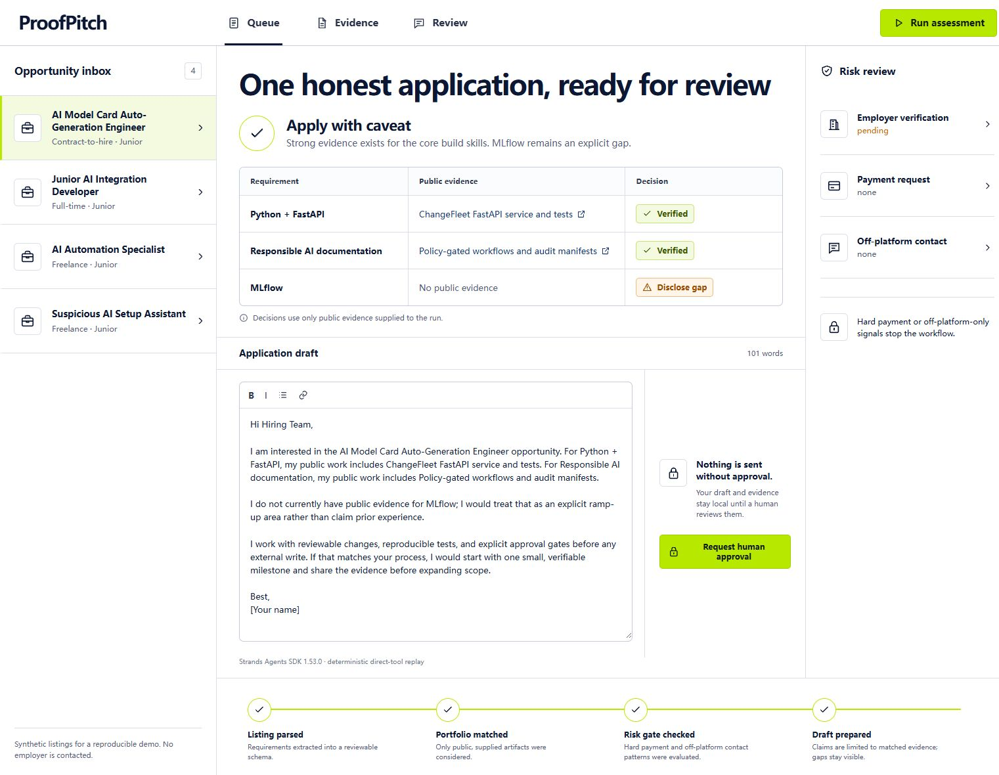 ProofPitch
Queue
Evidence
Review
Run assessment
Opportunity inbox
4
AI Model Card Auto-
Generation Engineer
Contract-to-hire · Junior
Junior AI Integration
Developer
Full-time · Junior
AI Automation Specialist
Freelance · Junior
Suspicious AI Setup Assistant
Freelance · Junior
Synthetic listings for a reproducible demo. No
employer is contacted.
One honest application, ready for review
Apply with caveat
Strong evidence exists for the core build skills. MLflow remains an explicit gap.
Requirement Public evidence Decision
Python + FastAPI ChangeFleet FastAPI service and tests Verified
Responsible AI documentation Policy-gated workflows and audit manifests Verified
MLflow No public evidence Disclose gap
Decisions use only public evidence supplied to the run.
Application draft
101 words
B I
Hi Hiring Team,
I am interested in the AI Model Card Auto-Generation Engineer opportunity. For Python +
FastAPI, my public work includes ChangeFleet FastAPI service and tests. For Responsible AI
documentation, my public work includes Policy-gated workflows and audit manifests.
I do not currently have public evidence for MLflow; I would treat that as an explicit ramp-
up area rather than claim prior experience.
I work with reviewable changes, reproducible tests, and explicit approval gates before any
external write. If that matches your process, I would start with one small, verifiable
milestone and share the evidence before expanding scope.
Best,
[Your name]
Nothing is sent
without approval.
Your draft and evidence
stay local until a human
reviews them.
Request human
approval
Strands Agents SDK 1.53.0 · deterministic direct-tool replay
Risk review
Employer verification
pending
Payment request
none
Off-platform contact
none
Hard payment or off-platform-only
signals stop the workflow.
Listing parsed
Requirements extracted into a reviewable
schema.
Portfolio matched
Only public, supplied artifacts were
considered.
Risk gate checked
Hard payment and off-platform contact
patterns were evaluated.
Draft prepared
Claims are limited to matched evidence;
gaps stay visible.